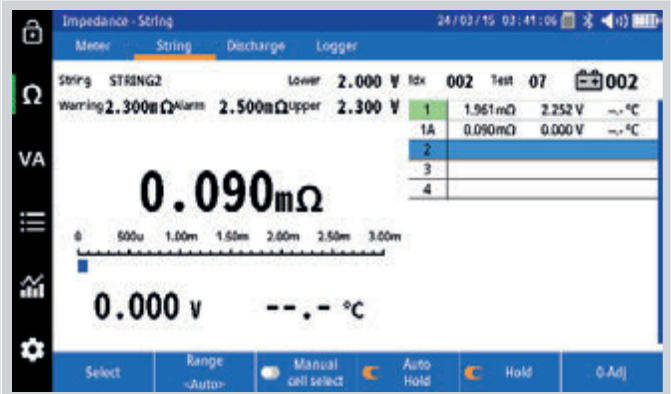 Impedance - String 24/03/15 03:41:06
Meter String Discharge Logger
String STRING2 Lower 2.000 V Idx 002 Test 07 002
Warning 2.300mΩ Alarm 2.500mΩ Upper 2.300 V
1 1.961mΩ 2.252 V --.- °C
1A 0.090mΩ 0.000 V --.- °C
2
3
4
Ω
VA
0.090mΩ
0 500u 1.00m 1.50m 2.00m 2.50m 3.00m
0.000 V --.- °C
Select Range <Auto> Manual cell select Auto Hold Hold 0-Adj